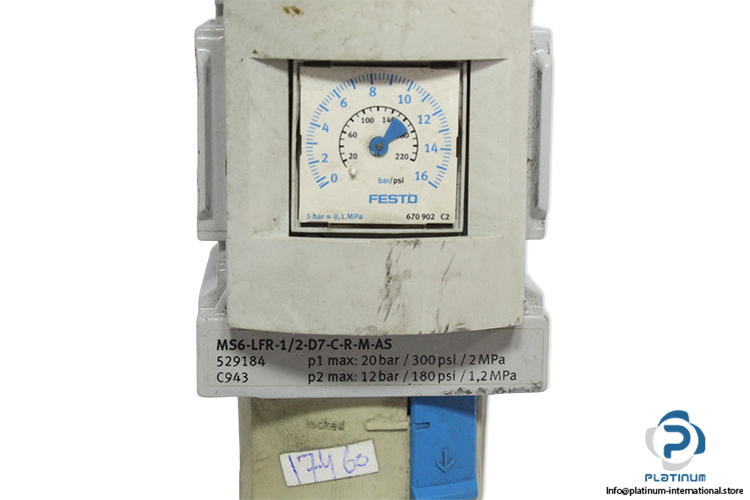 0 2 4 6 8 10 12 14 16
20 60 100 220
bar/psi
FESTO
1 bar = 0,1 MPa 670 902 C2
MS6-LFR-1/2-D7-C-R-M-AS
529184 p1 max: 20 bar / 300 psi / 2 MPa
C943 p2 max: 12 bar / 180 psi / 1,2 MPa
locked
17460
PLATINUM
INTERNATIONAL
Info@platinum-international.store